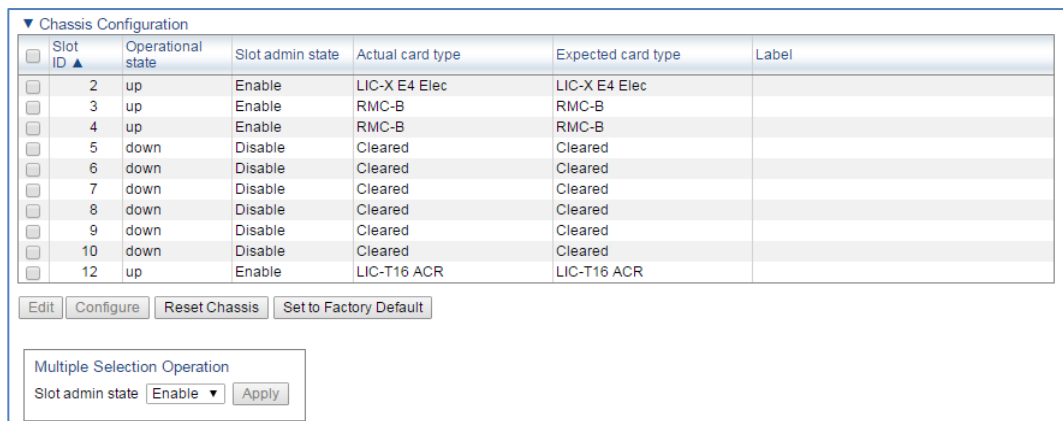 ▼ Chassis Configuration
Slot ID ▲ Operational state Slot admin state Actual card type Expected card type Label
2 up Enable LIC-X E4 Elec LIC-X E4 Elec
3 up Enable RMC-B RMC-B
4 up Enable RMC-B RMC-B
5 down Disable Cleared Cleared
6 down Disable Cleared Cleared
7 down Disable Cleared Cleared
8 down Disable Cleared Cleared
9 down Disable Cleared Cleared
10 down Disable Cleared Cleared
12 up Enable LIC-T16 ACR LIC-T16 ACR
Edit Configure Reset Chassis Set to Factory Default
Multiple Selection Operation
Slot admin state Enable ▼ Apply